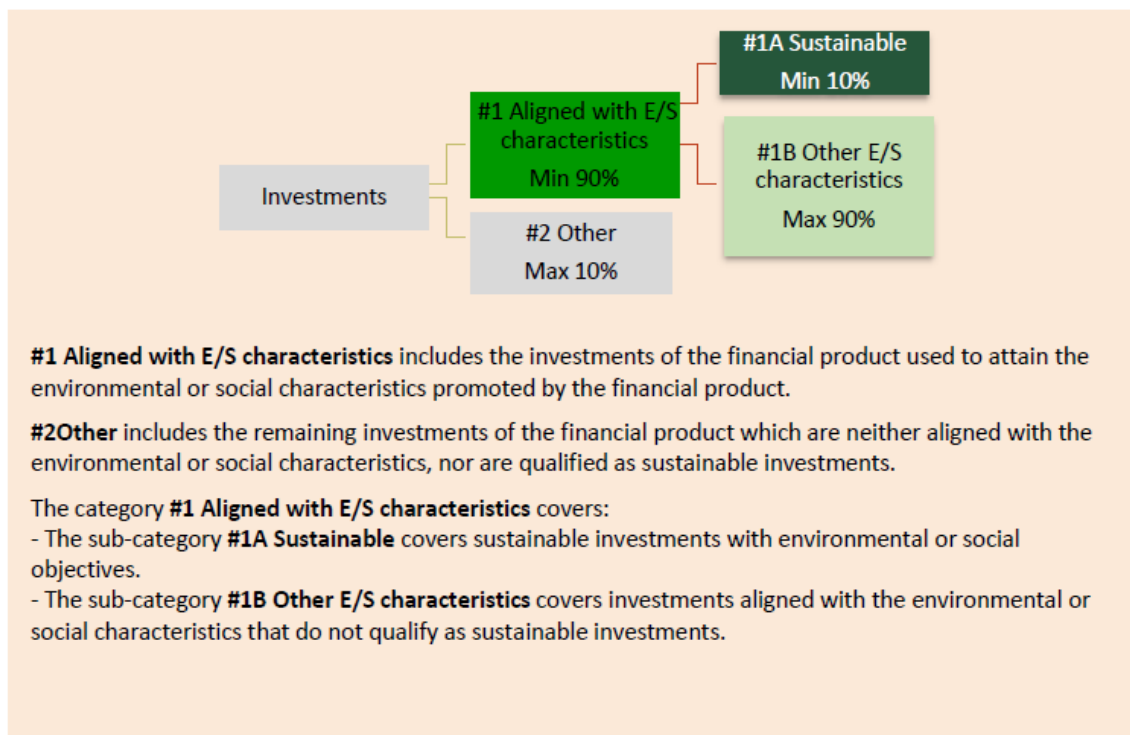 #1A Sustainable
Min 10%
#1 Aligned with E/S
characteristics
Min 90%
#1B Other E/S
characteristics
Max 90%
Investments
#2 Other
Max 10%
#1 Aligned with E/S characteristics includes the investments of the financial product used to attain the
environmental or social characteristics promoted by the financial product.
#2Other includes the remaining investments of the financial product which are neither aligned with the
environmental or social characteristics, nor are qualified as sustainable investments.
The category #1 Aligned with E/S characteristics covers:
- The sub-category #1A Sustainable covers sustainable investments with environmental or social
objectives.
- The sub-category #1B Other E/S characteristics covers investments aligned with the environmental or
social characteristics that do not qualify as sustainable investments.